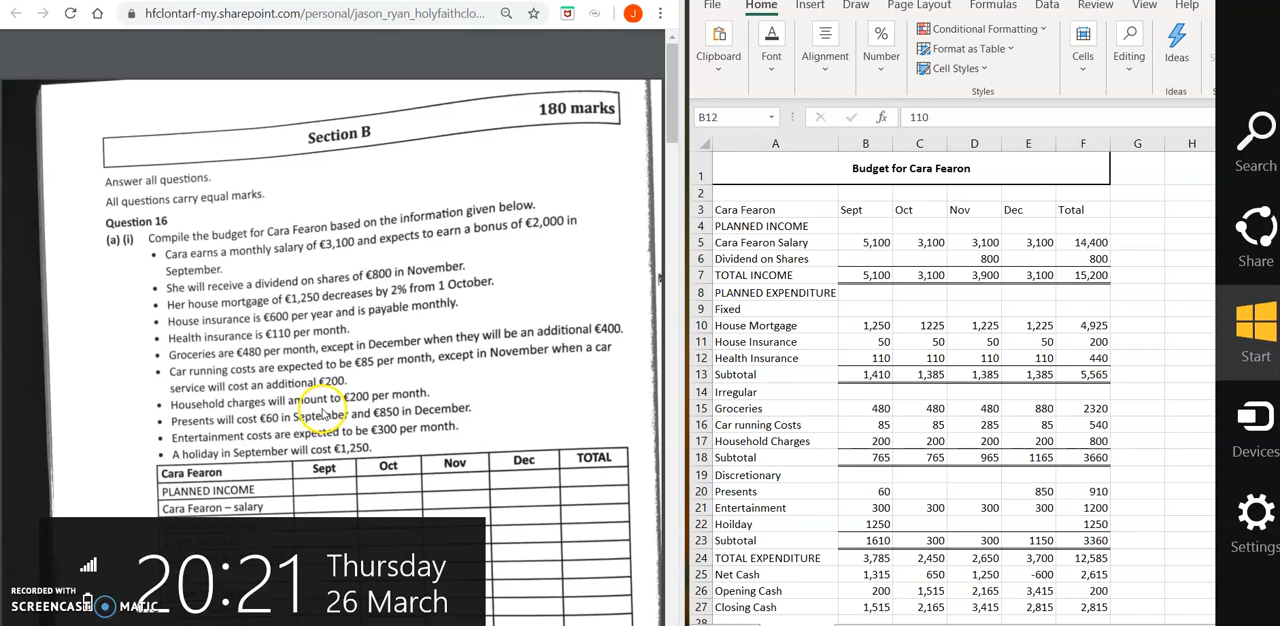 hfclontarf-my.sharepoint.com/personal/jason_ryan_holyfaithclo...
J
Section B
180 marks
Answer all questions.
All questions carry equal marks.
Question 16
(a) (i) Compile the budget for Cara Fearon based on the information given below.
• Cara earns a monthly salary of €3,100 and expects to earn a bonus of €2,000 in
September.
• She will receive a dividend on shares of €800 in November.
• Her house mortgage of €1,250 decreases by 2% from 1 October.
• House insurance is €600 per year and is payable monthly.
• Health insurance is €110 per month.
• Groceries are €480 per month, except in December when they will be an additional €400.
• Car running costs are expected to be €85 per month, except in November when a car
service will cost an additional €200.
• Household charges will amount to €200 per month.
• Presents will cost €60 in September and €850 in December.
• Entertainment costs are expected to be €300 per month.
• A holiday in September will cost €1,250.
Cara Fearon Sept Oct Nov Dec TOTAL
PLANNED INCOME
Cara Fearon – salary
20:21
Thursday
26 March
RECORDED WITH
SCREENCAST MATIC
File Home Insert Draw Page Layout Formulas Data Review View Help
Clipboard Font Alignment Number
Conditional Formatting
Format as Table
Cell Styles
Styles
Cells Editing Ideas
Ideas
B12 fx 110
A B C D E F G H
1 Budget for Cara Fearon
2
3 Cara Fearon Sept Oct Nov Dec Total
4 PLANNED INCOME
5 Cara Fearon Salary 5,100 3,100 3,100 3,100 14,400
6 Dividend on Shares 800 800
7 TOTAL INCOME 5,100 3,100 3,900 3,100 15,200
8 PLANNED EXPENDITURE
9 Fixed
10 House Mortgage 1,250 1225 1,225 1,225 4,925
11 House Insurance 50 50 50 50 200
12 Health Insurance 110 110 110 110 440
13 Subtotal 1,410 1,385 1,385 1,385 5,565
14 Irregular
15 Groceries 480 480 480 880 2320
16 Car running Costs 85 85 285 85 540
17 Household Charges 200 200 200 200 800
18 Subtotal 765 765 965 1165 3660
19 Discretionary
20 Presents 60 850 910
21 Entertainment 300 300 300 300 1200
22 Hoilday 1250 1250
23 Subtotal 1610 300 300 1150 3360
24 TOTAL EXPENDITURE 3,785 2,450 2,650 3,700 12,585
25 Net Cash 1,315 650 1,250 -600 2,615
26 Opening Cash 200 1,515 2,165 3,415 200
27 Closing Cash 1,515 2,165 3,415 2,815 2,815
28
Search
Share
Start
Devices
Settings